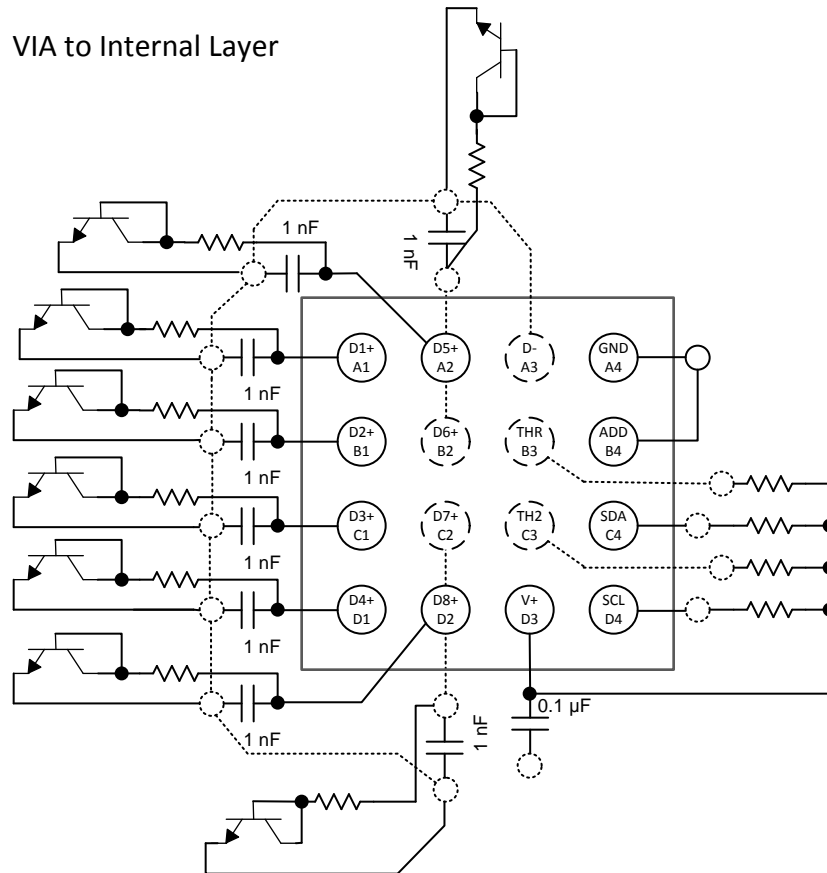 VIA to Internal Layer
1 nF
1 nF
D1+
A1
D5+
A2
D-
A3
GND
A4
1 nF
D2+
B1
D6+
B2
THR
B3
ADD
B4
1 nF
D3+
C1
D7+
C2
TH2
C3
SDA
C4
1 nF
D4+
D1
D8+
D2
V+
D3
SCL
D4
1 nF
0.1 µF
1 nF
1 nF